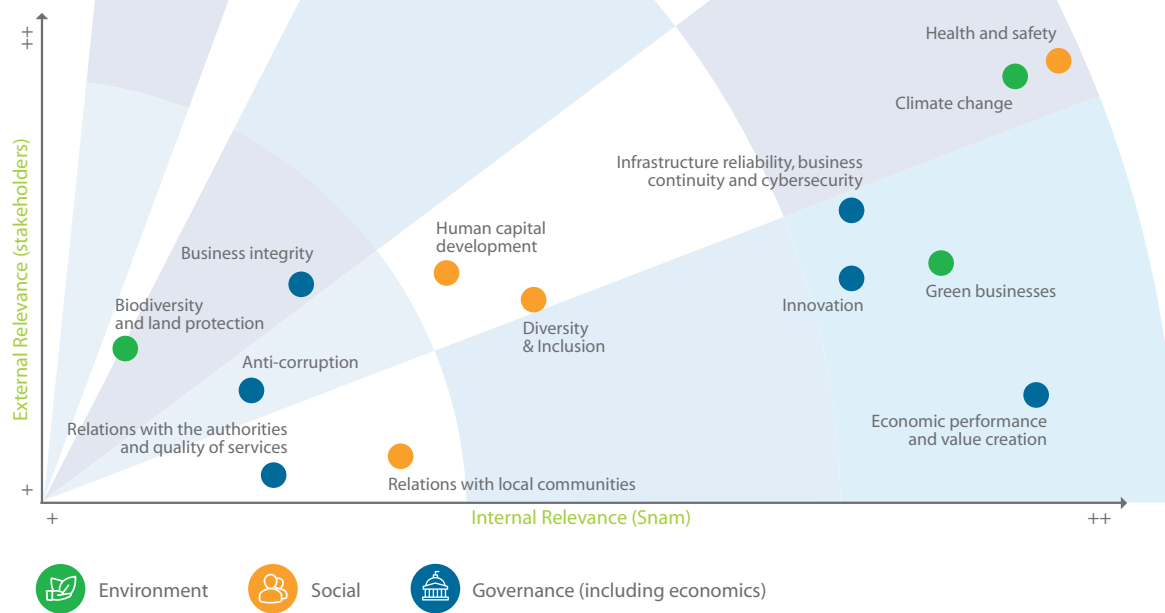 ++
External Relevance (stakeholders)
+
Health and safety
Climate change
Infrastructure reliability, business
continuity and cybersecurity
Human capital
development
Business integrity
Innovation
Green businesses
Biodiversity
and land protection
Diversity
& Inclusion
Anti-corruption
Economic performance
and value creation
Relations with the authorities
and quality of services
Relations with local communities
+
Internal Relevance (Snam)
++
Environment
Social
Governance (including economics)